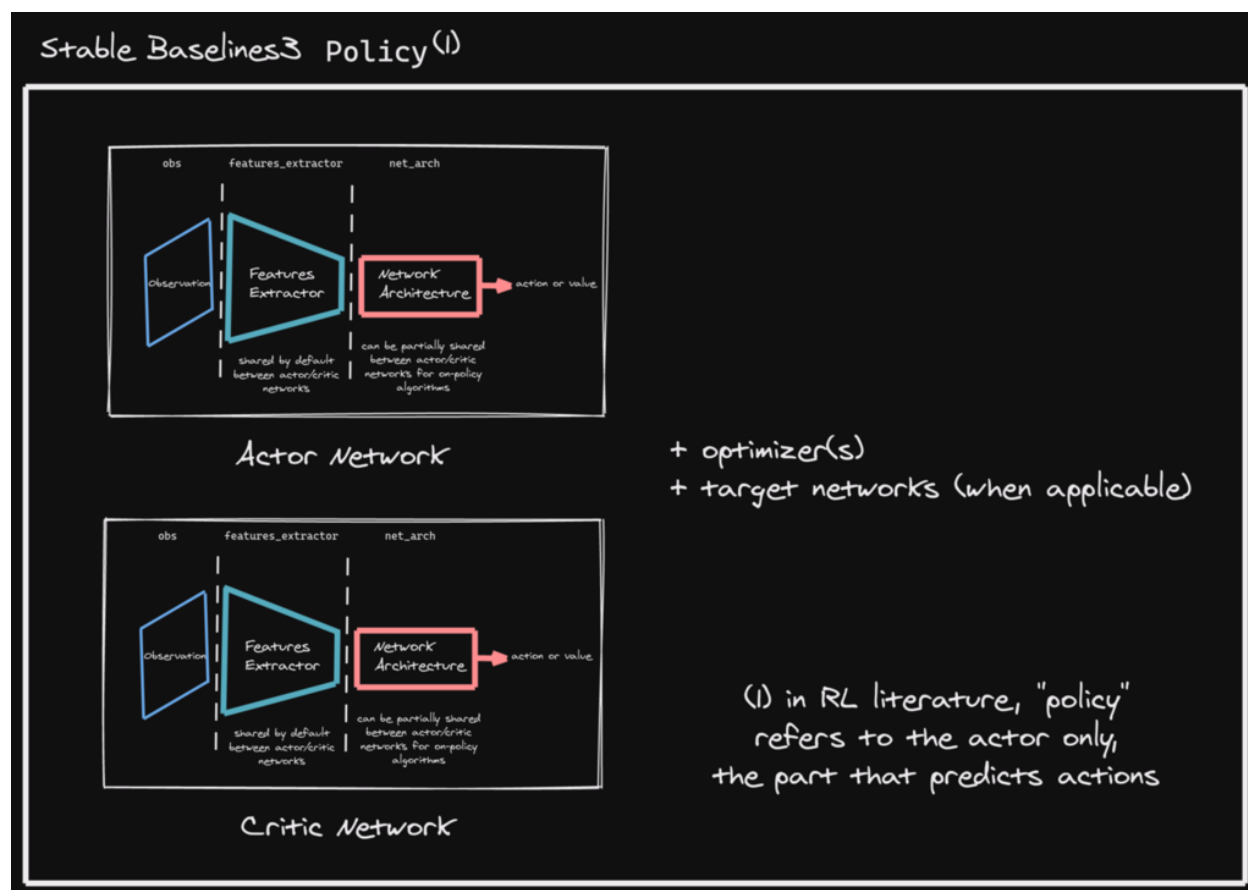 Stable Baselines3 Policy(1)
obs features_extractor net_arch
Observation
Features
Extractor
Network
Architecture
action or value
shared by default
between actor/critic
networks
can be partially shared
between actor/critic
networks for on-policy
algorithms
Actor Network
+ optimizer(s)
+ target networks (when applicable)
obs features_extractor net_arch
Observation
Features
Extractor
Network
Architecture
action or value
shared by default
between actor/critic
networks
can be partially shared
between actor/critic
networks for on-policy
algorithms
Critic Network
(1) in RL literature, "policy"
refers to the actor only,
the part that predicts actions